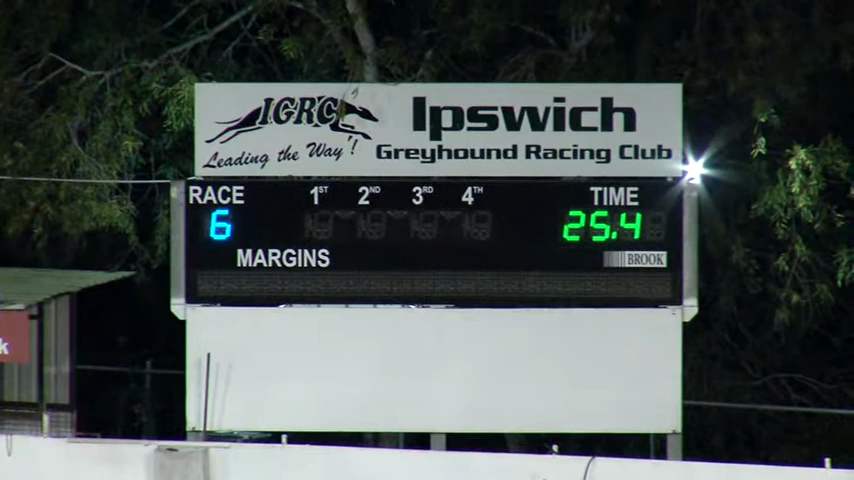 IGRC
Leading the Way!
Ipswich
Greyhound Racing Club
RACE 1ST 2ND 3RD 4TH TIME
6 25.4
MARGINS BROOK
k